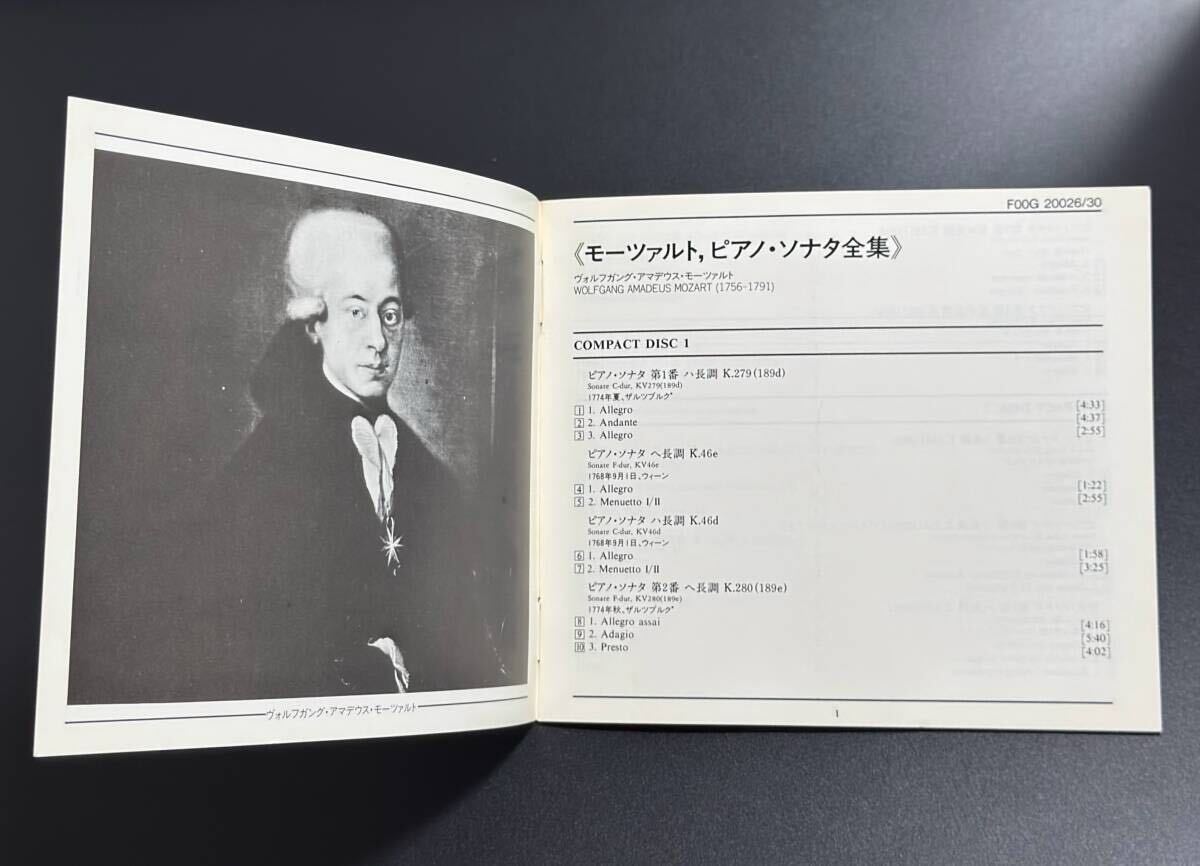 ヴォルフガング・アマデウス・モーツァルト
F00G 20026/30
《モーツァルト,ピアノ・ソナタ全集》
ヴォルフガング・アマデウス・モーツァルト
WOLFGANG AMADEUS MOZART (1756-1791)
COMPACT DISC 1
ピアノ・ソナタ 第1番 ハ長調 K.279(189d)
Sonate C-dur, KV279(189d)
1774年夏、ザルツブルク*
1 1. Allegro [4:33]
2 2. Andante [4:37]
3 3. Allegro [2:55]
ピアノ・ソナタ ヘ長調 K.46e
Sonate F-dur, KV46e
1768年9月1日、ウィーン
4 1. Allegro [1:22]
5 2. Menuetto I/II [2:55]
ピアノ・ソナタ ハ長調 K.46d
Sonate C-dur, KV46d
1768年9月1日、ウィーン
6 1. Allegro [1:58]
7 2. Menuetto I/II [3:25]
ピアノ・ソナタ 第2番 ヘ長調 K.280(189e)
Sonate F-dur, KV280(189e)
1774年秋、ザルツブルク*
8 1. Allegro assai [4:16]
9 2. Adagio [5:40]
10 3. Presto [4:02]
1